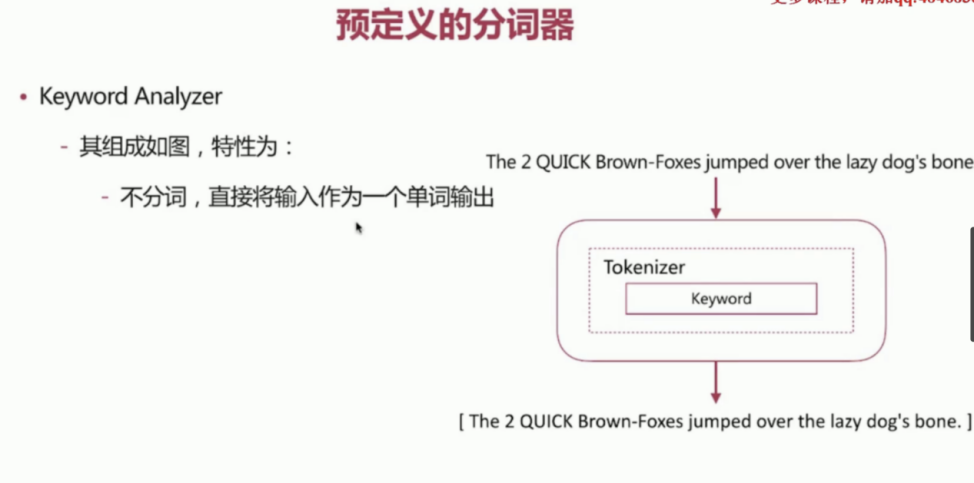 预定义的分词器
• Keyword Analyzer
- 其组成如图，特性为：
- 不分词，直接将输入作为一个单词输出
The 2 QUICK Brown-Foxes jumped over the lazy dog's bone
Tokenizer
Keyword
[ The 2 QUICK Brown-Foxes jumped over the lazy dog's bone. ]